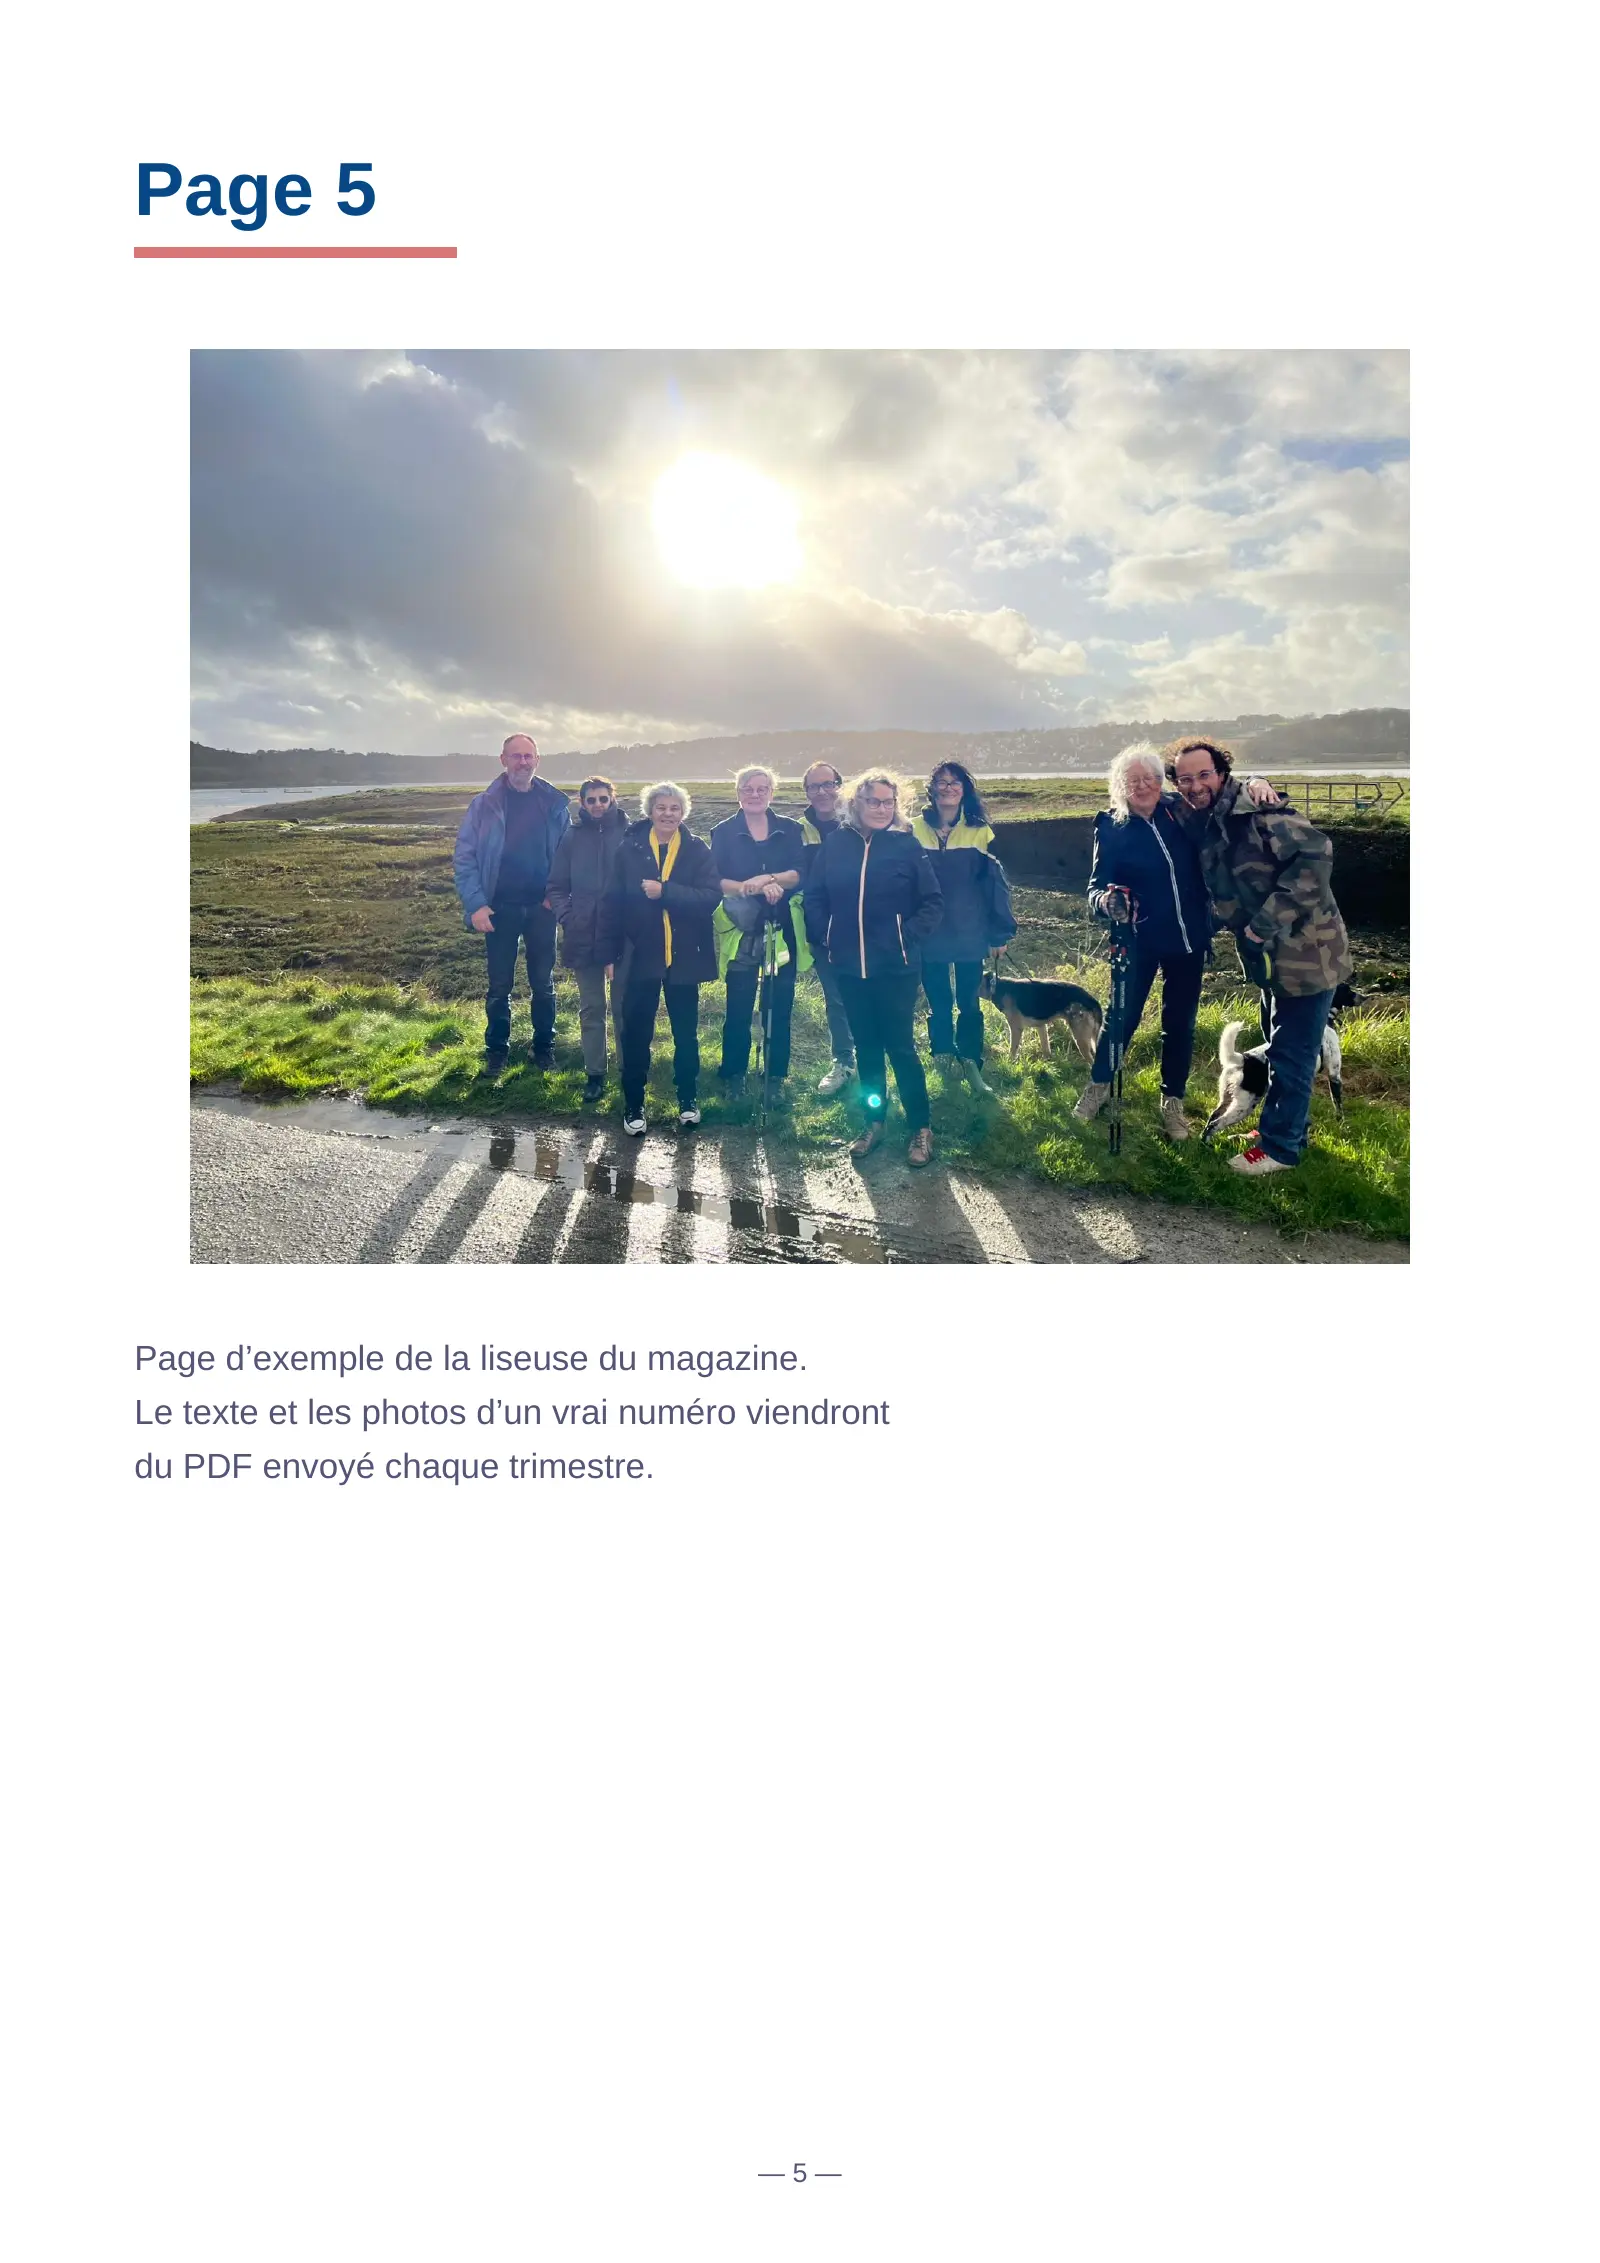 Page 5
Page d’exemple de la liseuse du magazine.
Le texte et les photos d’un vrai numéro viendront
du PDF envoyé chaque trimestre.
— 5 —